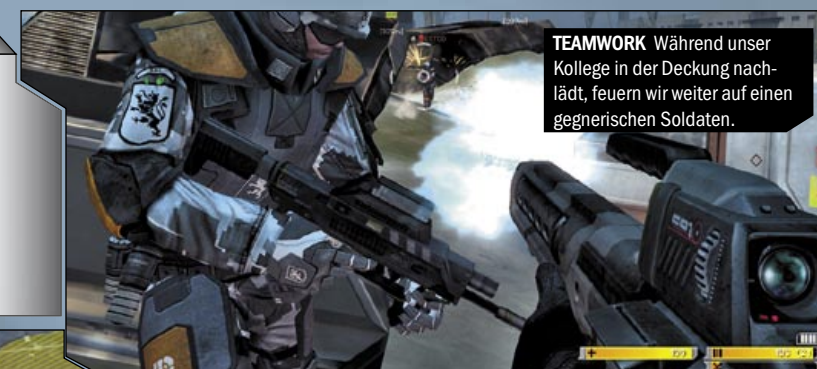 TEAMWORK Während unser
Kollege in der Deckung nach-
lädt, feuern wir weiter auf einen
gegnerischen Soldaten.